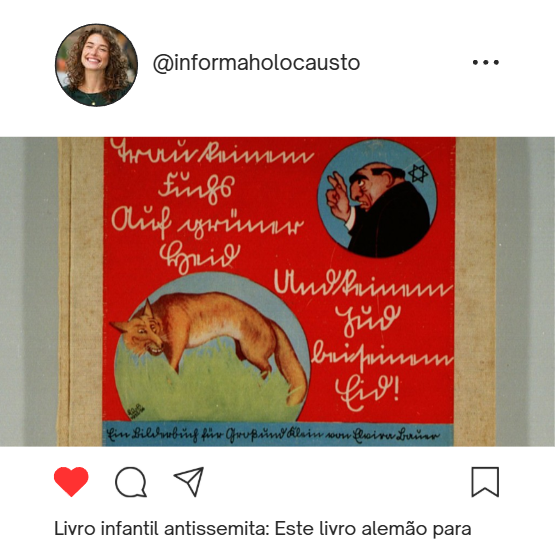 @informaholocausto
Trau keinem
Fuchs
Auf grüner
Heid
Und keinem
Jud
bei seinem
Eid!
Ein Bilderbuch für Groß und Klein von Elvira Bauer
Livro infantil antissemita: Este livro alemão para